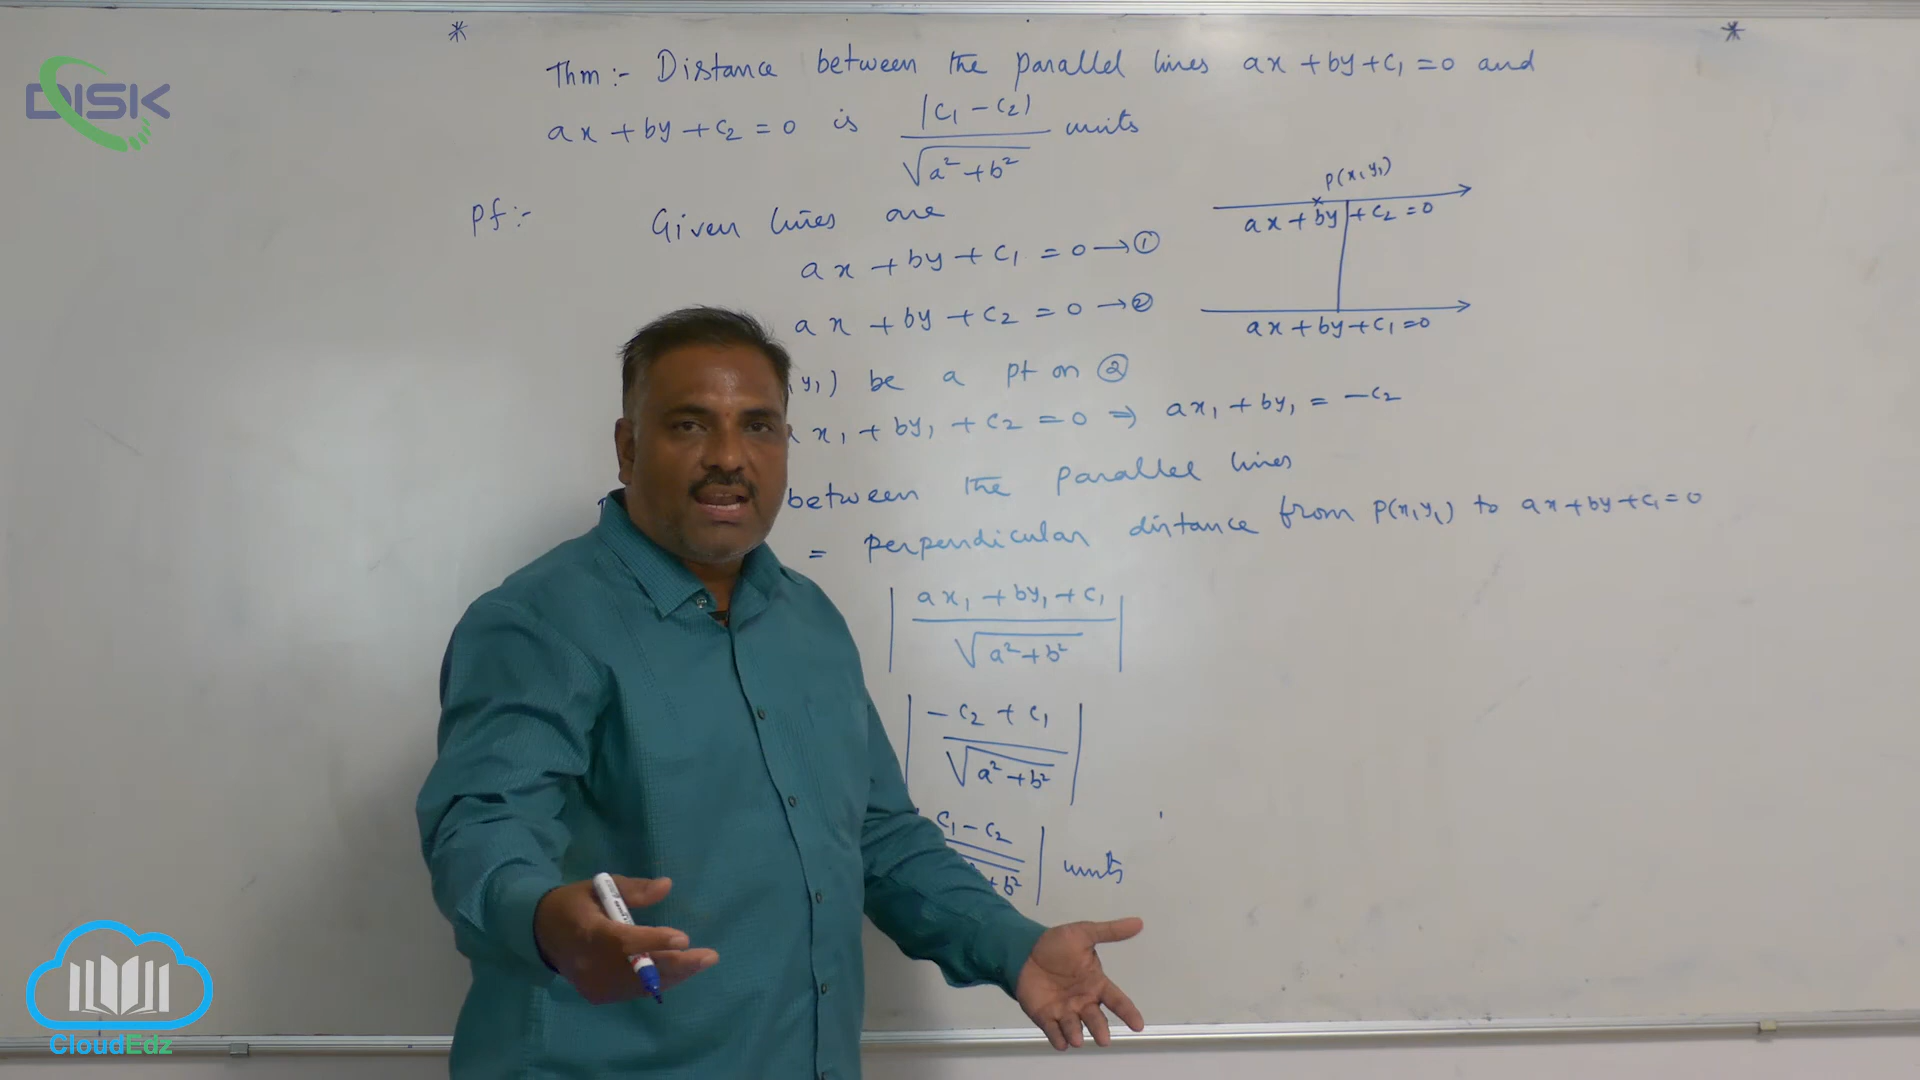 * *
DISK
Thm:- Distance between the parallel lines ax + by + c₁ = 0 and
ax + by + c₂ = 0 is |c₁ - c₂| / √a² + b² units
P(x₁y₁)
ax + by + c₂ = 0
ax + by + c₁ = 0
Pf:- Given lines are
ax + by + c₁ = 0 → ①
ax + by + c₂ = 0 → ②
y₁) be a pt on ②
x₁ + by₁ + c₂ = 0 ⇒ ax₁ + by₁ = -c₂
between the parallel lines
= perpendicular distance from P(x₁y₁) to ax + by + c₁ = 0
| ax₁ + by₁ + c₁ / √a² + b² |
| -c₂ + c₁ / √a² + b² |
c₁ - c₂ / + b² | units
CloudEdz